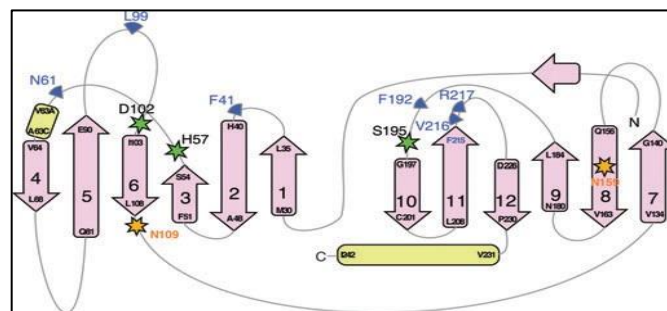 L99
N61
V63A
A63C
D102
H57
F41
F192
R217
V216
S195
N
V64
L68
4
E90
Q81
5
I103
L108
6
N109
S54
F51
3
H40
A48
2
L35
M30
1
G197
C201
10
F215
L208
11
D226
P230
12
L184
N180
9
Q156
N159
V163
8
G140
V134
7
C
V231